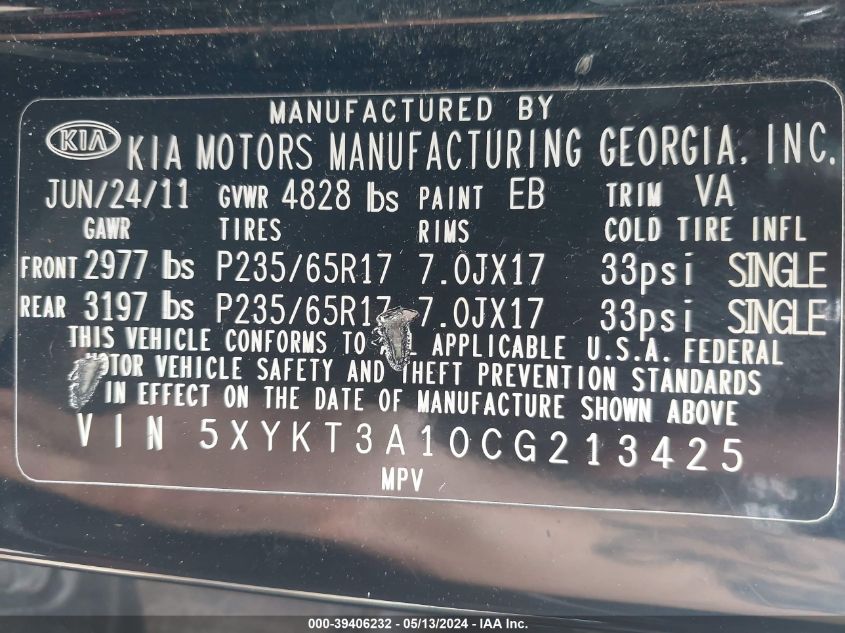 MANUFACTURED BY
KIA KIA MOTORS MANUFACTURING GEORGIA, INC.
JUN/24/11 GVWR 4828 lbs PAINT EB TRIM VA
GAWR TIRES RIMS COLD TIRE INFL
FRONT 2977 lbs P235/65R17 7.0JX17 33psi SINGLE
REAR 3197 lbs P235/65R17 7.0JX17 33psi SINGLE
THIS VEHICLE CONFORMS TO APPLICABLE U.S.A. FEDERAL
VEHICLE SAFETY AND THEFT PREVENTION STANDARDS
IN EFFECT ON THE DATE OF MANUFACTURE SHOWN ABOVE
VIN 5XYKT3A10CG213425
MPV
000-39406232 - 05/13/2024 - IAA Inc.